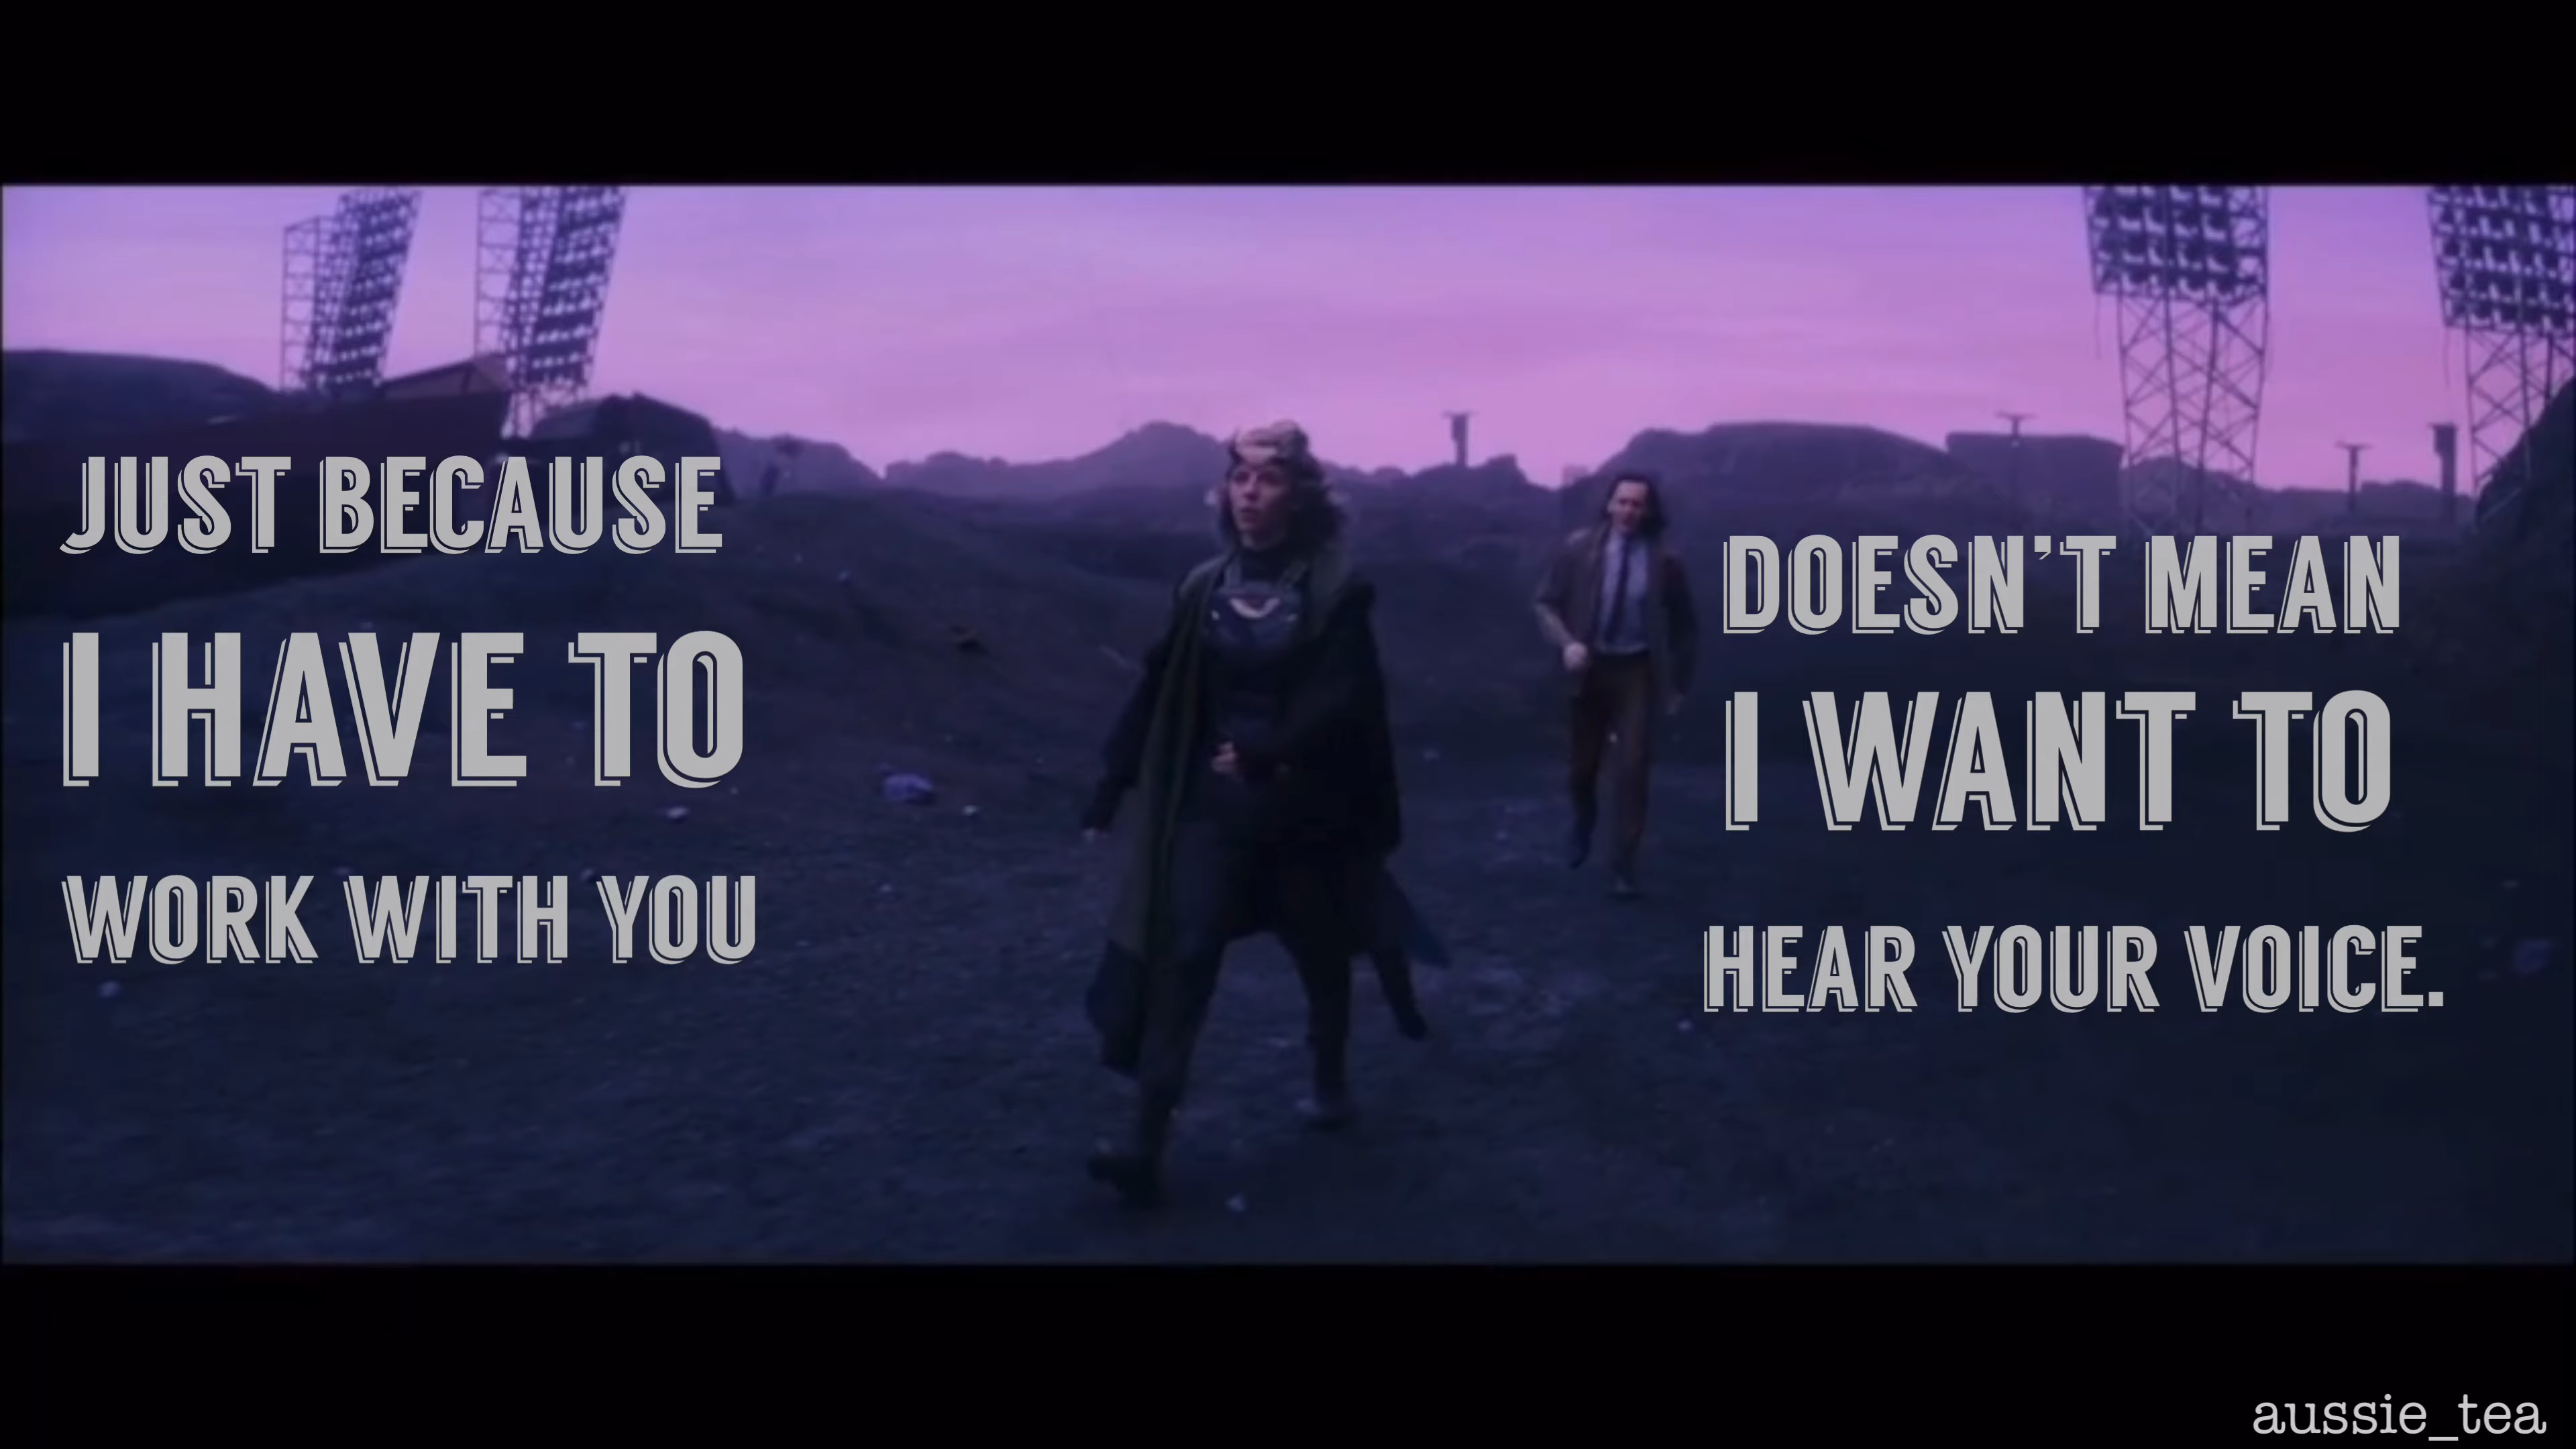 JUST BECAUSE
I HAVE TO
WORK WITH YOU
DOESN'T MEAN
I WANT TO
HEAR YOUR VOICE.
aussie_tea